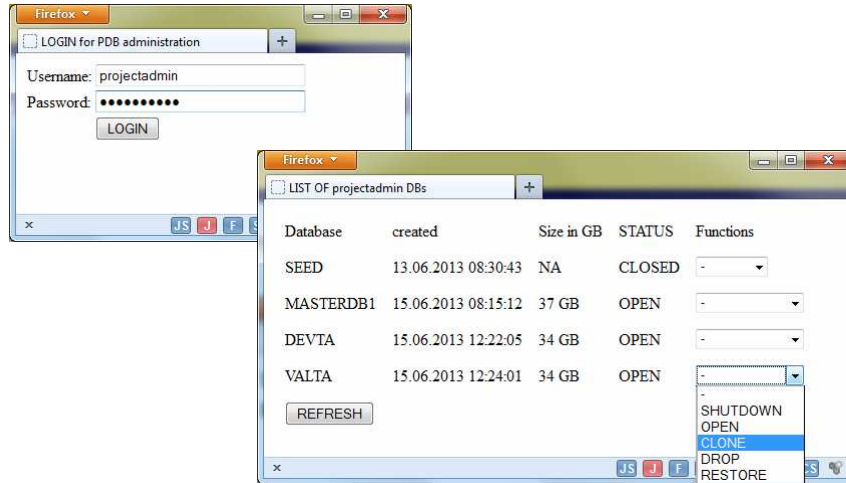 Firefox
LOGIN for PDB administration
Username: projectadmin
Password: ●●●●●●●●●●
LOGIN
× JS J F
Firefox
LIST OF projectadmin DBs
Database created Size in GB STATUS Functions
SEED 13.06.2013 08:30:43 NA CLOSED -
MASTERDB1 15.06.2013 08:15:12 37 GB OPEN -
DEVTA 15.06.2013 12:22:05 34 GB OPEN -
VALTA 15.06.2013 12:24:01 34 GB OPEN -
-
REFRESH
SHUTDOWN
OPEN
CLONE
DROP
RESTORE
× JS J F